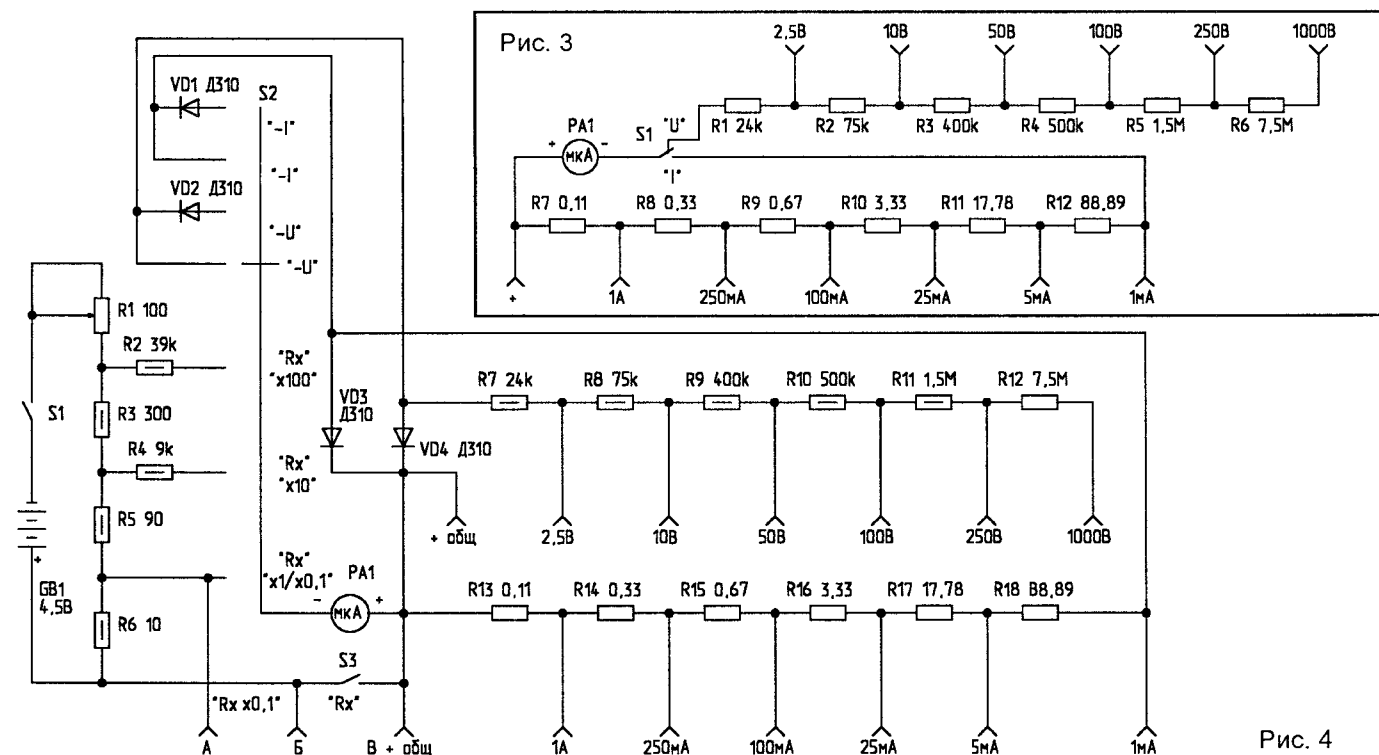 Рис. 3
2,5В 10В 50В 100В 250В 1000В
R1 24k R2 75k R3 400k R4 500k R5 1,5М R6 7,5М
S1 "U"
"I"
+ PA1 -
мкА
R7 0,11 R8 0,33 R9 0,67 R10 3,33 R11 17,78 R12 88,89
+ 1А 250мА 100мА 25мА 5мА 1мА
VD1 Д310
S2
"~I"
"-I"
VD2 Д310
"~U"
"-U"
R1 100
R2 39k
"Rx"
"x100"
S1
R3 300
R4 9k
"Rx"
"x10"
VD3
Д310
VD4 Д310
R7 24k R8 75k R9 400k R10 500k R11 1,5М R12 7,5М
+ общ 2,5В 10В 50В 100В 250В 1000В
R5 90
"Rx"
"x1/x0,1"
GB1
4,5В
+
R6 10
- PA1 +
мкА
R13 0,11 R14 0,33 R15 0,67 R16 3,33 R17 17,78 R18 88,89
S3
"Rx x0,1" "Rx"
А Б В + общ 1А 250мА 100мА 25мА 5мА 1мА
Рис. 4